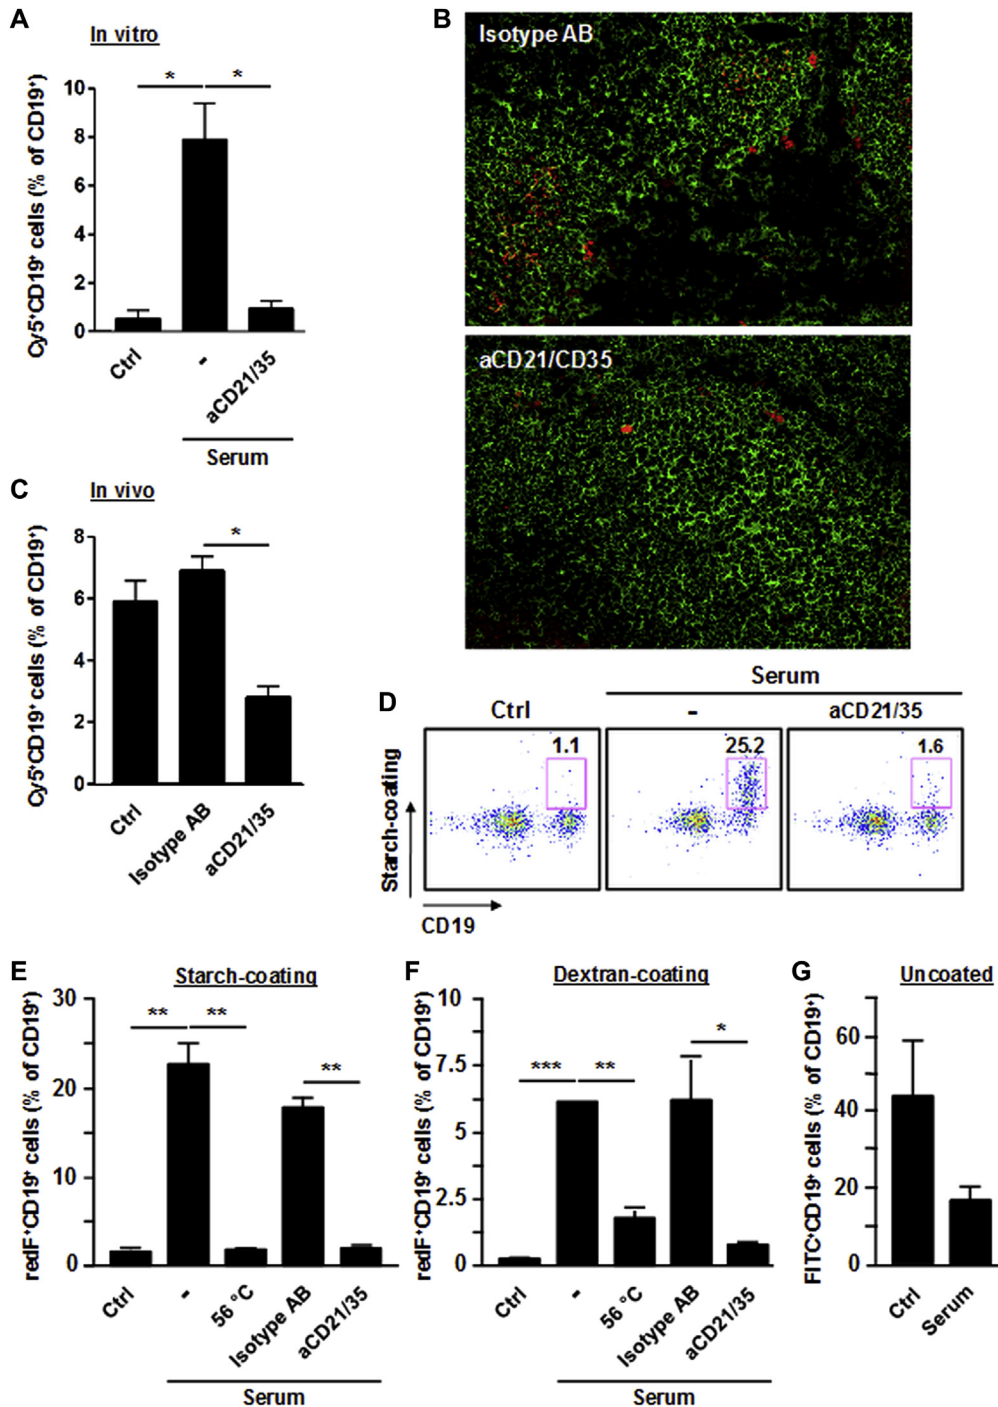 A
In vitro
Cy5⁺CD19⁺ cells (% of CD19⁺)
10
8
6
4
2
0
*
*
Ctrl
-
aCD21/35
Serum
B
Isotype AB
aCD21/CD35
C
In vivo
Cy5⁺CD19⁺ cells (% of CD19⁺)
8
6
4
2
0
*
Ctrl
Isotype AB
aCD21/35
D
Serum
Ctrl
-
aCD21/35
1.1
25.2
1.6
Starch-coating
CD19
E
Starch-coating
redF⁺CD19⁺ cells (% of CD19⁺)
30
20
10
0
**
**
**
Ctrl
-
56 °C
Isotype AB
aCD21/35
Serum
F
Dextran-coating
redF⁺CD19⁺ cells (% of CD19⁺)
10
7.5
5
2.5
0
***
**
*
Ctrl
-
56 °C
Isotype AB
aCD21/35
Serum
G
Uncoated
FITC⁺CD19⁺ cells (% of CD19⁺)
60
40
20
0
Ctrl
Serum